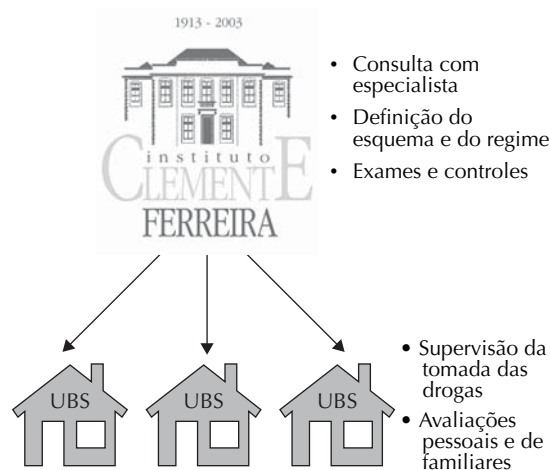 1913 - 2003
instituto
CLEMENTE
FERREIRA
• Consulta com
especialista
• Definição do
esquema e do regime
• Exames e controles
UBS
UBS
UBS
• Supervisão da
tomada das
drogas
• Avaliações
pessoais e de
familiares